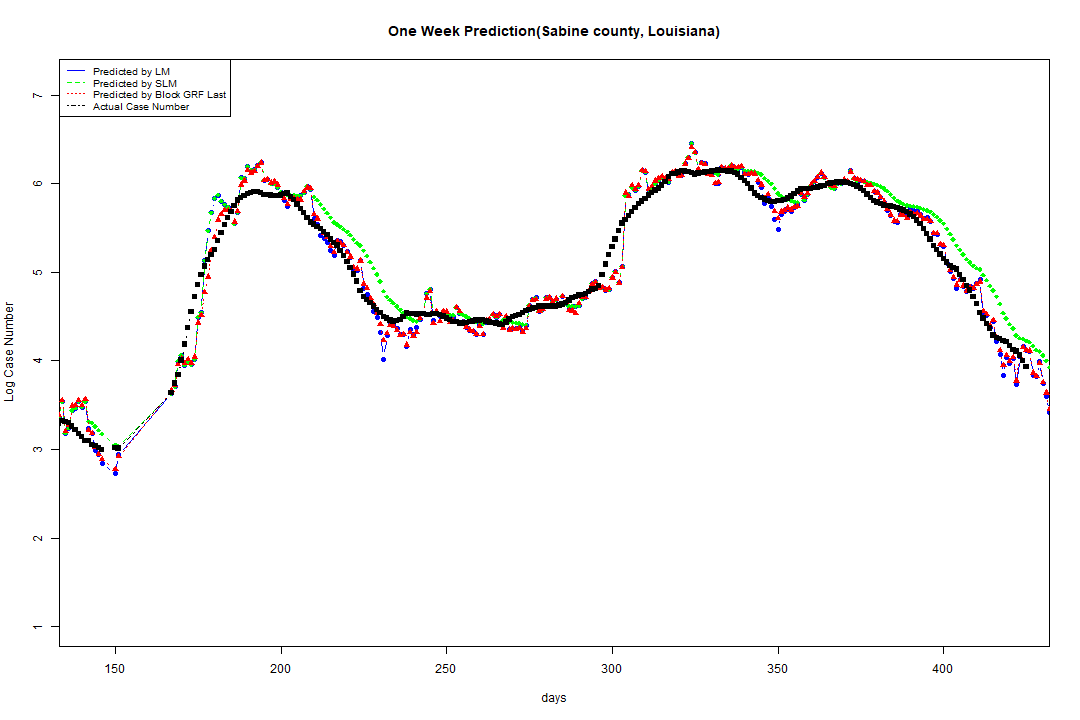 One Week Prediction(Sabine county, Louisiana)
Predicted by LM
Predicted by SLM
Predicted by Block GRF Last
Actual Case Number
Log Case Number
7
6
5
4
3
2
1
150
200
250
300
350
400
days